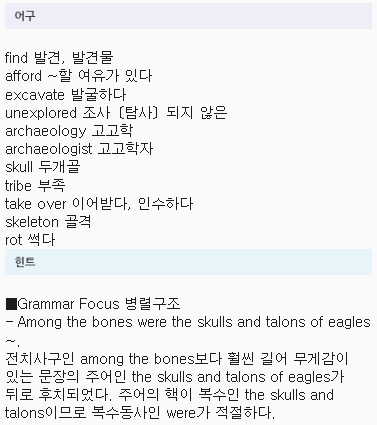 어구
find 발견, 발견물
afford ~할 여유가 있다
excavate 발굴하다
unexplored 조사〔탐사〕되지 않은
archaeology 고고학
archaeologist 고고학자
skull 두개골
tribe 부족
take over 이어받다, 인수하다
skeleton 골격
rot 썩다
힌트
■Grammar Focus 병렬구조
- Among the bones were the skulls and talons of eagles
~.
전치사구인 among the bones보다 훨씬 길어 무게감이
있는 문장의 주어인 the skulls and talons of eagles가
뒤로 후치되었다. 주어의 핵이 복수인 the skulls and
talons이므로 복수동사인 were가 적절하다.